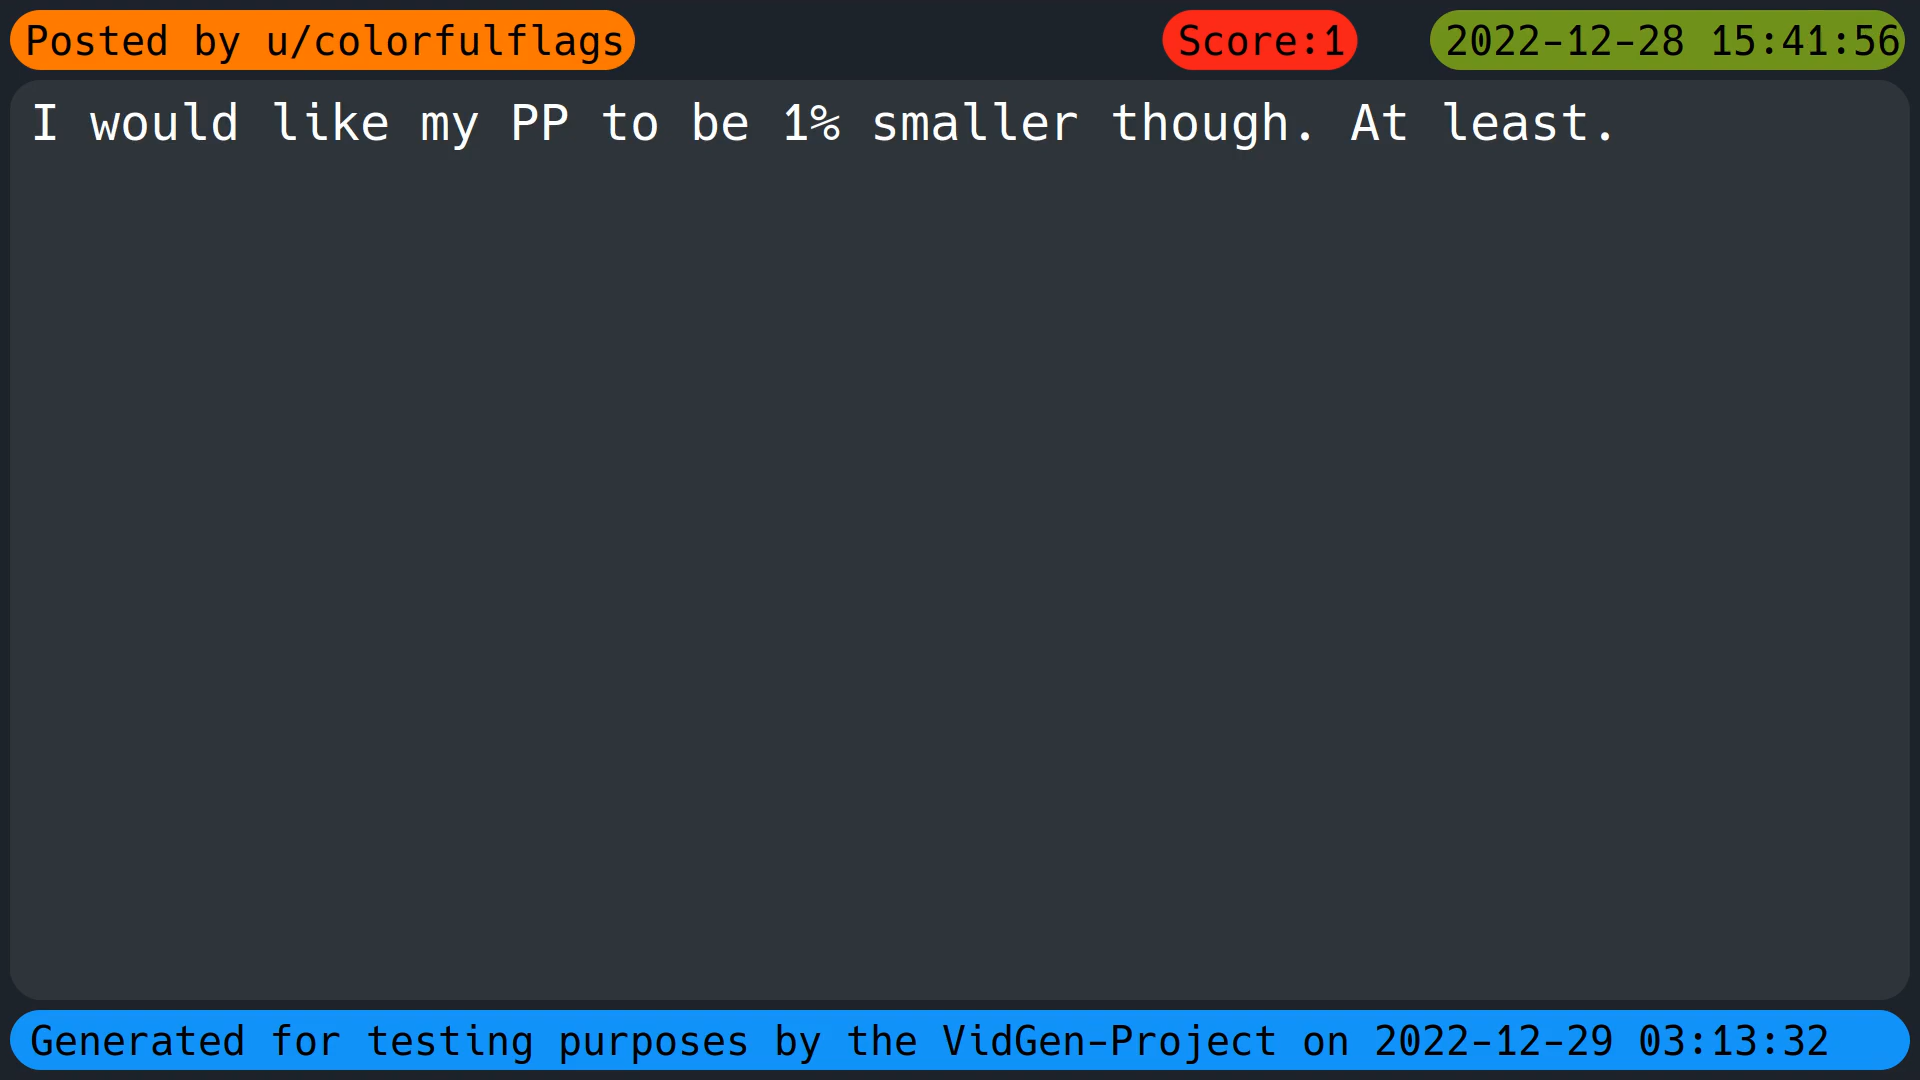 Posted by u/colorfulflags
Score:1
2022-12-28 15:41:56
I would like my PP to be 1% smaller though. At least.
Generated for testing purposes by the VidGen-Project on 2022-12-29 03:13:32